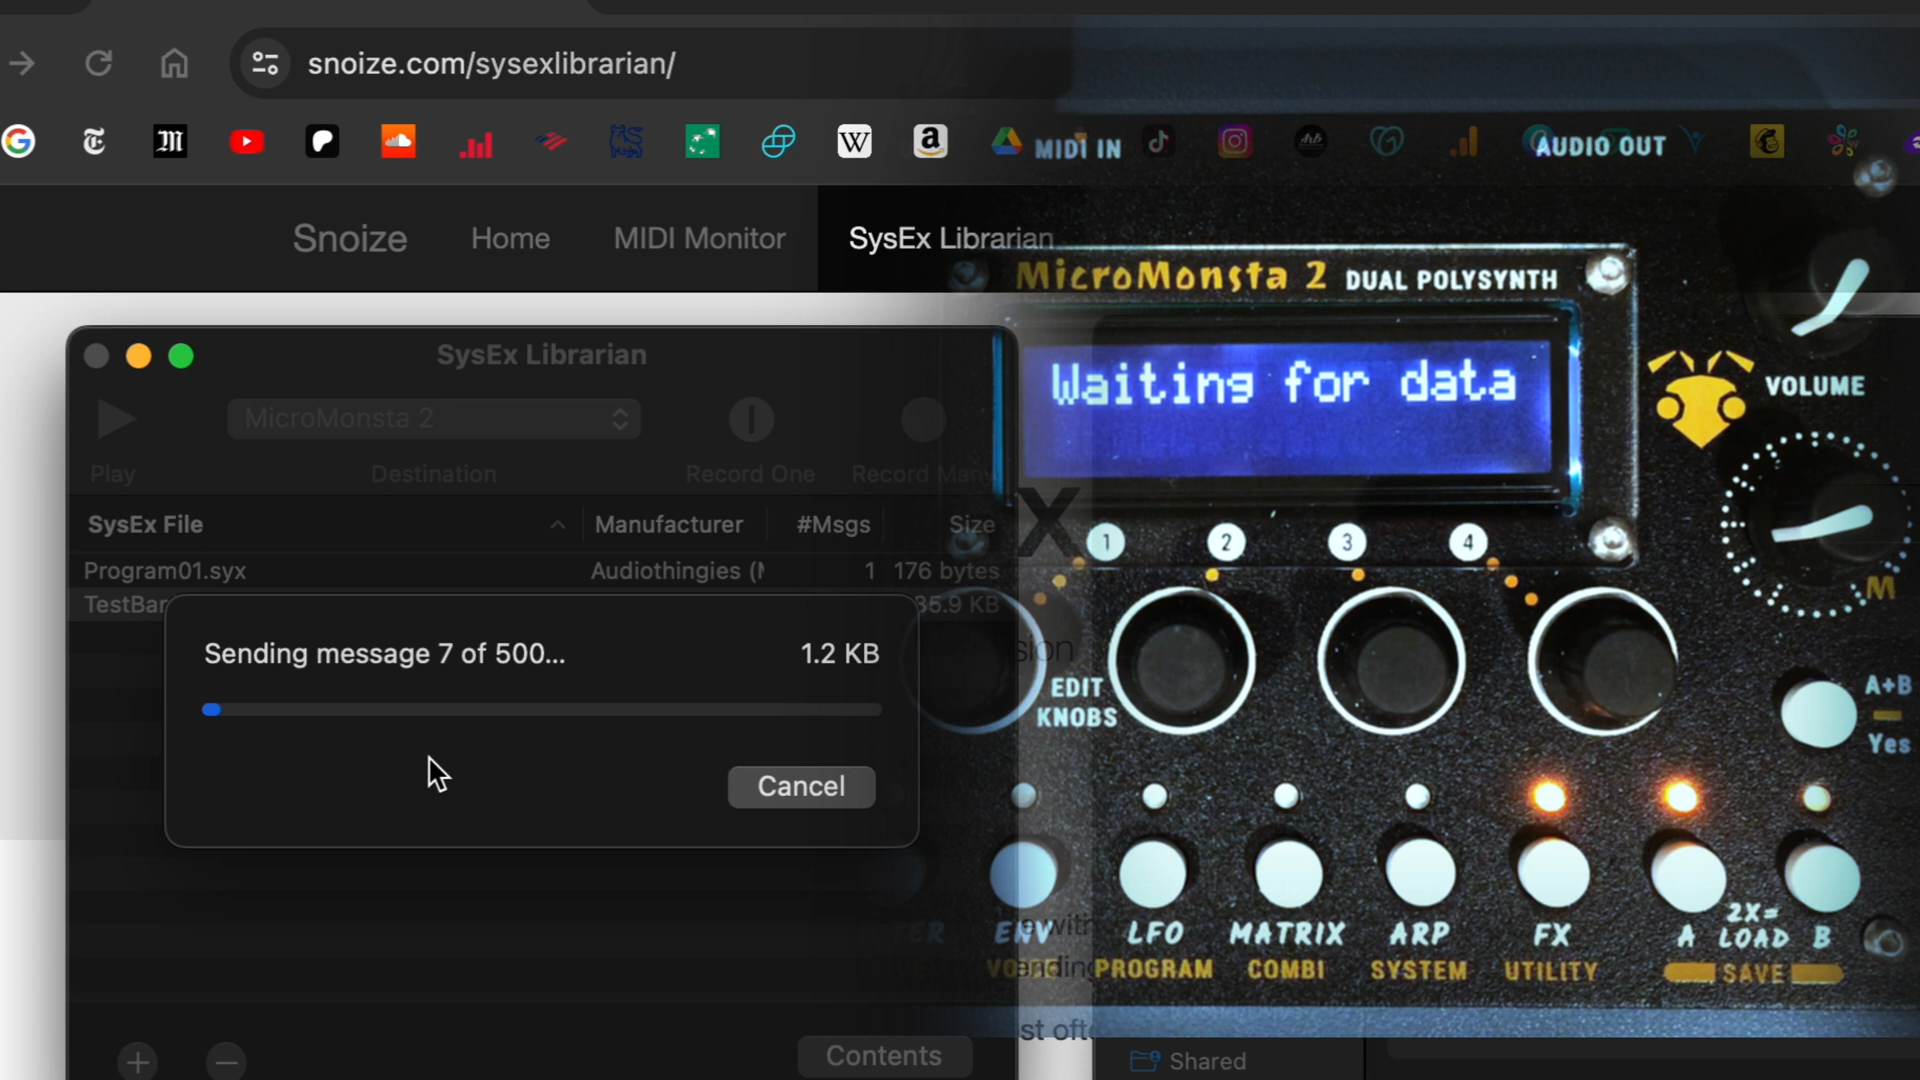 snoize.com/sysexlibrarian/
MIDI IN
AUDIO OUT
Snoize Home MIDI Monitor SysEx Librarian
MicroMonsta 2 DUAL POLYSYNTH
SysEx Librarian
Waiting for data
VOLUME
MicroMonsta 2
Play Destination Record One Record Many
SysEx File Manufacturer #Msgs Size
1 2 3 4
Program01.syx Audiothingies (M 1 176 bytes
M
Sending message 7 of 500... 1.2 KB
EDIT
KNOBS
A+B
Yes
Cancel
2X=
ENV LFO MATRIX ARP FX A LOAD B
PROGRAM COMBI SYSTEM UTILITY SAVE
Contents
Shared